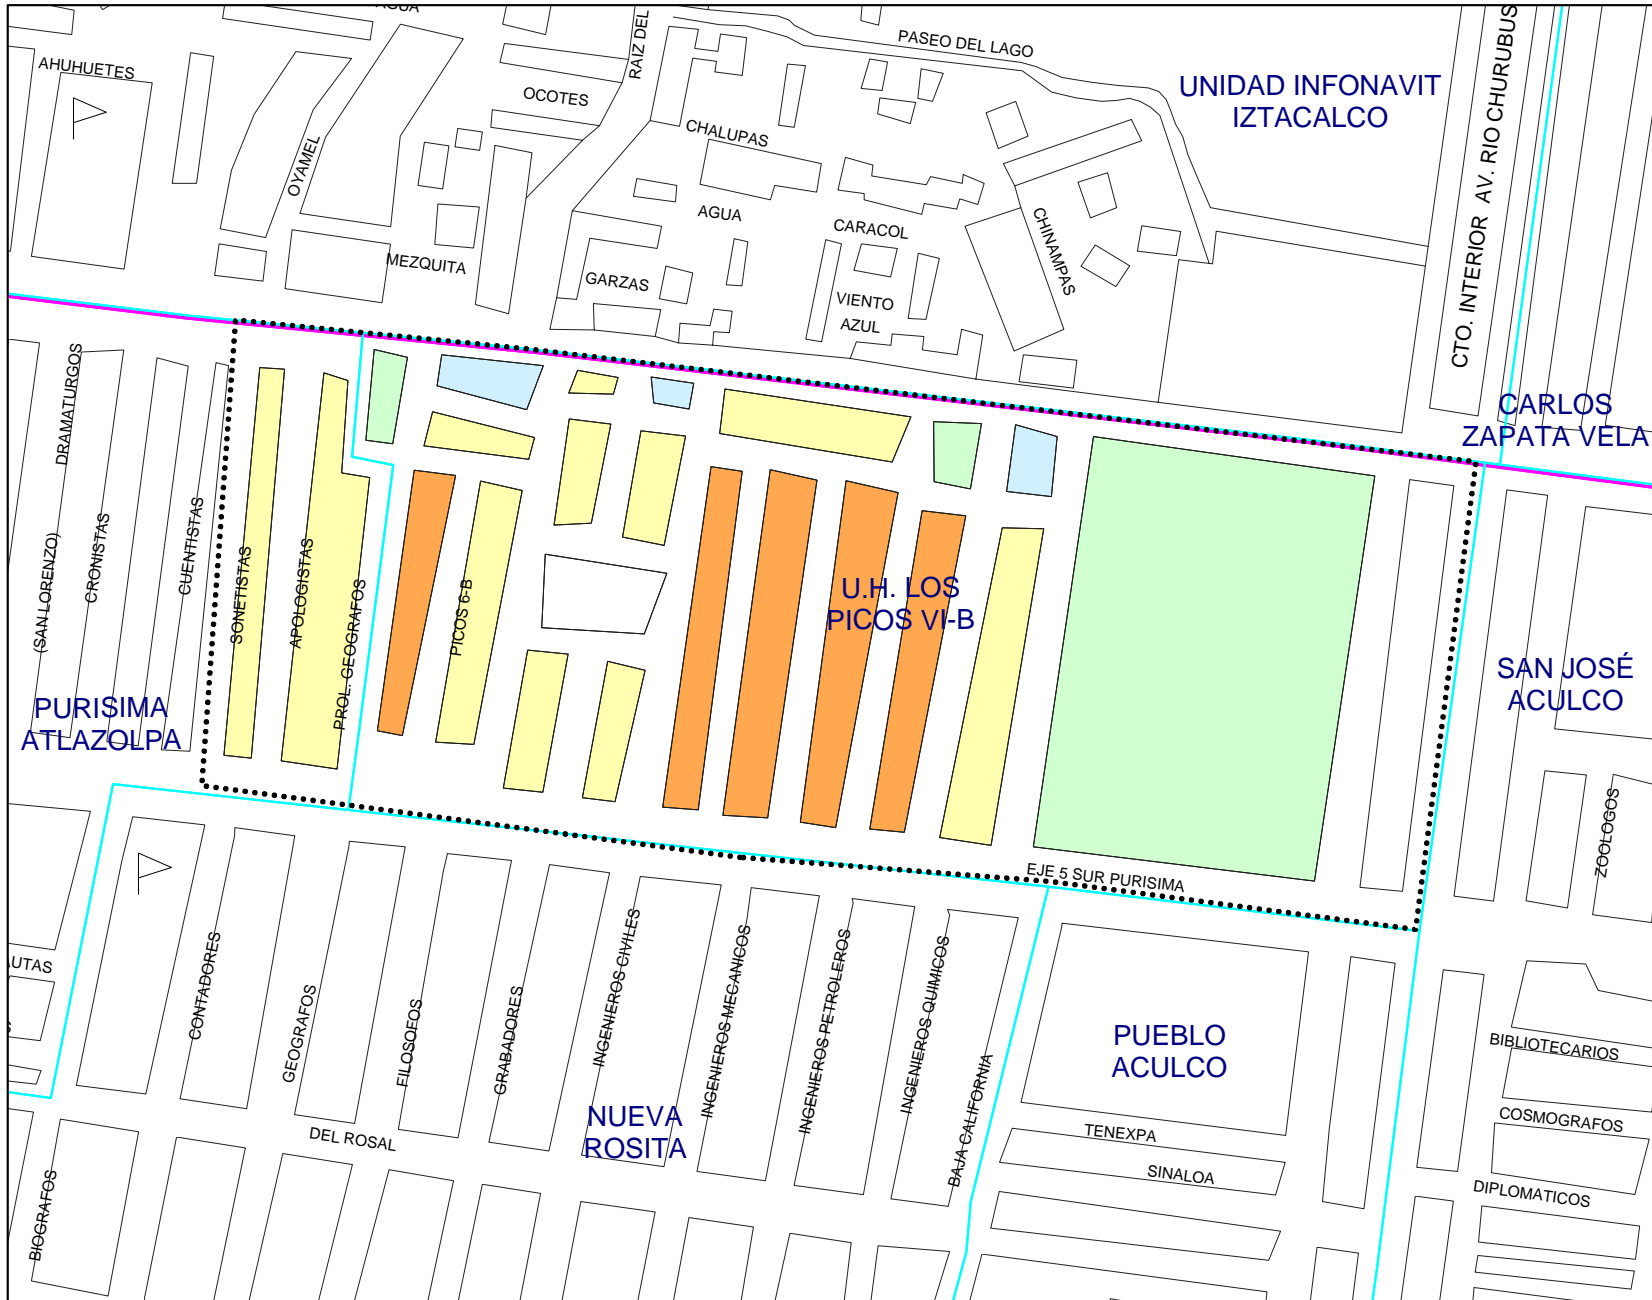 AGUA
RAIZ DEL
PASEO DEL LAGO
AHUHUETES
UNIDAD INFONAVIT
IZTACALCO
CTO. INTERIOR  AV. RIO CHURUBUS
OCOTES
CHALUPAS
OYAMEL
AGUA
CARACOL
CHINAMPAS
MEZQUITA
GARZAS
VIENTO
AZUL
DRAMATURGOS
CARLOS
ZAPATA VELA
(SAN LORENZO)
CRONISTAS
CUENTISTAS
SONETISTAS
APOLOGISTAS
PROL. GEOGRAFOS
PICOS 6-B
U.H. LOS
PICOS VI-B
SAN JOSÉ
ACULCO
PURISIMA
ATLAZOLPA
ZOOLOGOS
EJE 5 SUR PURISIMA
AUTAS
CONTADORES
GEOGRAFOS
FILOSOFOS
GRABADORES
INGENIEROS CIVILES
INGENIEROS MECANICOS
INGENIEROS PETROLEROS
INGENIEROS QUIMICOS
BAJA CALIFORNIA
PUEBLO
ACULCO
BIBLIOTECARIOS
NUEVA
ROSITA
COSMOGRAFOS
DEL ROSAL
TENEXPA
SINALOA
DIPLOMATICOS
BIOGRAFOS